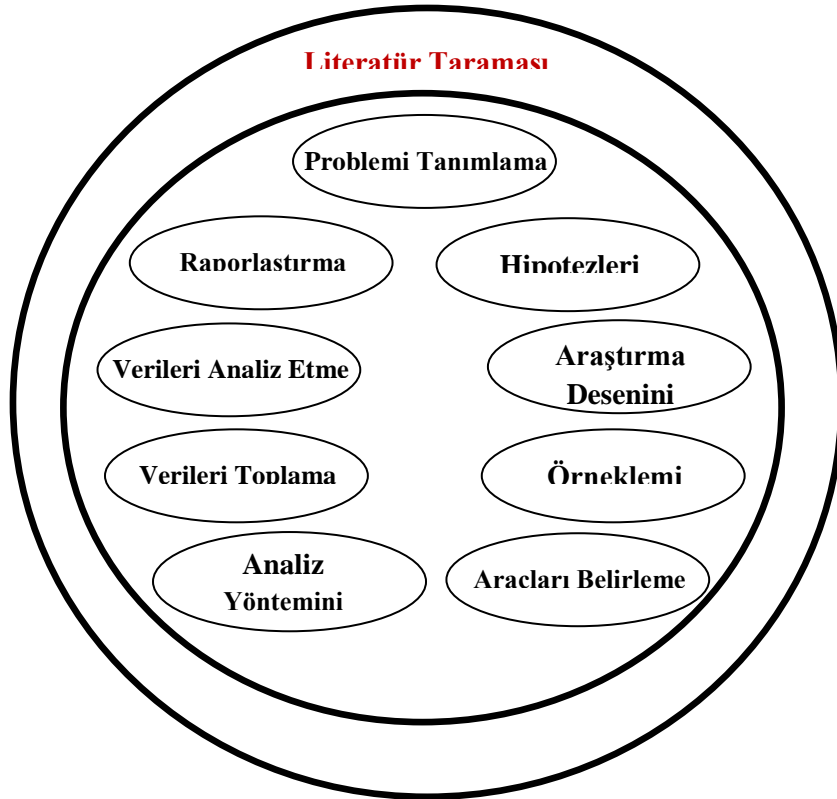 Literatür Taraması
Problemi Tanımlama
Raporlaştırma
Hipotezleri
Verileri Analiz Etme
Araştırma
Desenini
Verileri Toplama
Örneklemi
Analiz
Yöntemini
Araçları Belirleme